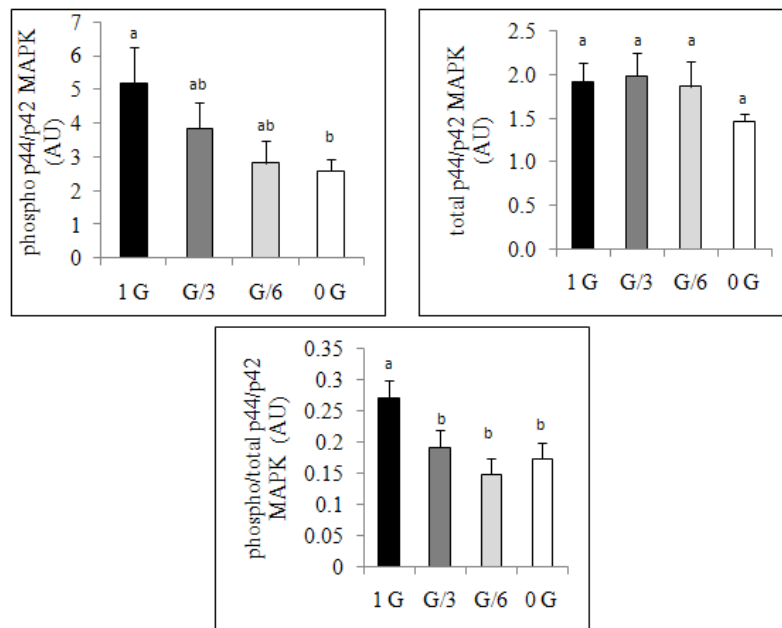 phospho p44/p42 MAPK
(AU)
7
6
5
4
3
2
1
0
a
ab
ab
b
1 G
G/3
G/6
0 G
total p44/p42 MAPK
(AU)
2.5
2.0
1.5
1.0
0.5
0.0
a
a
a
a
1 G
G/3
G/6
0 G
phospho/total p44/p42
MAPK (AU)
0.35
0.3
0.25
0.2
0.15
0.1
0.05
0
a
b
b
b
1 G
G/3
G/6
0 G